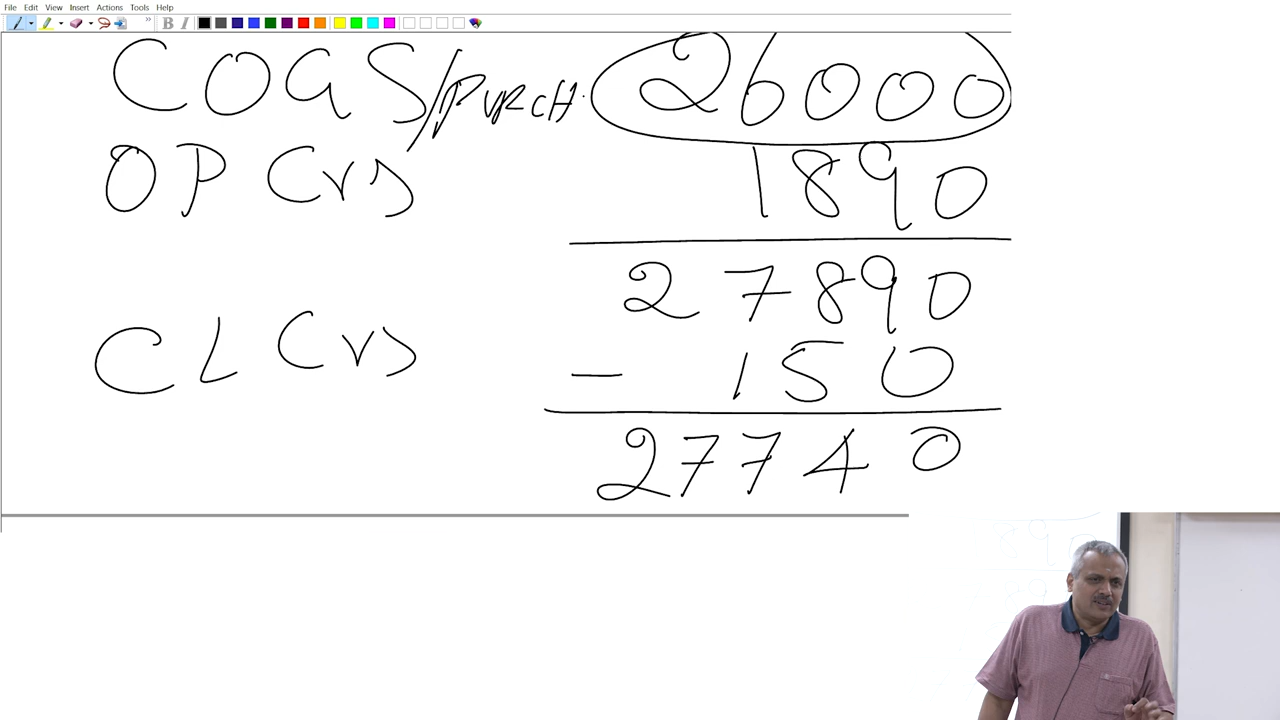 File Edit View Insert Actions Tools Help
B I
COGS/PURCH. 26000
OP Crs 1890
27890
CL Crs - 150
27740